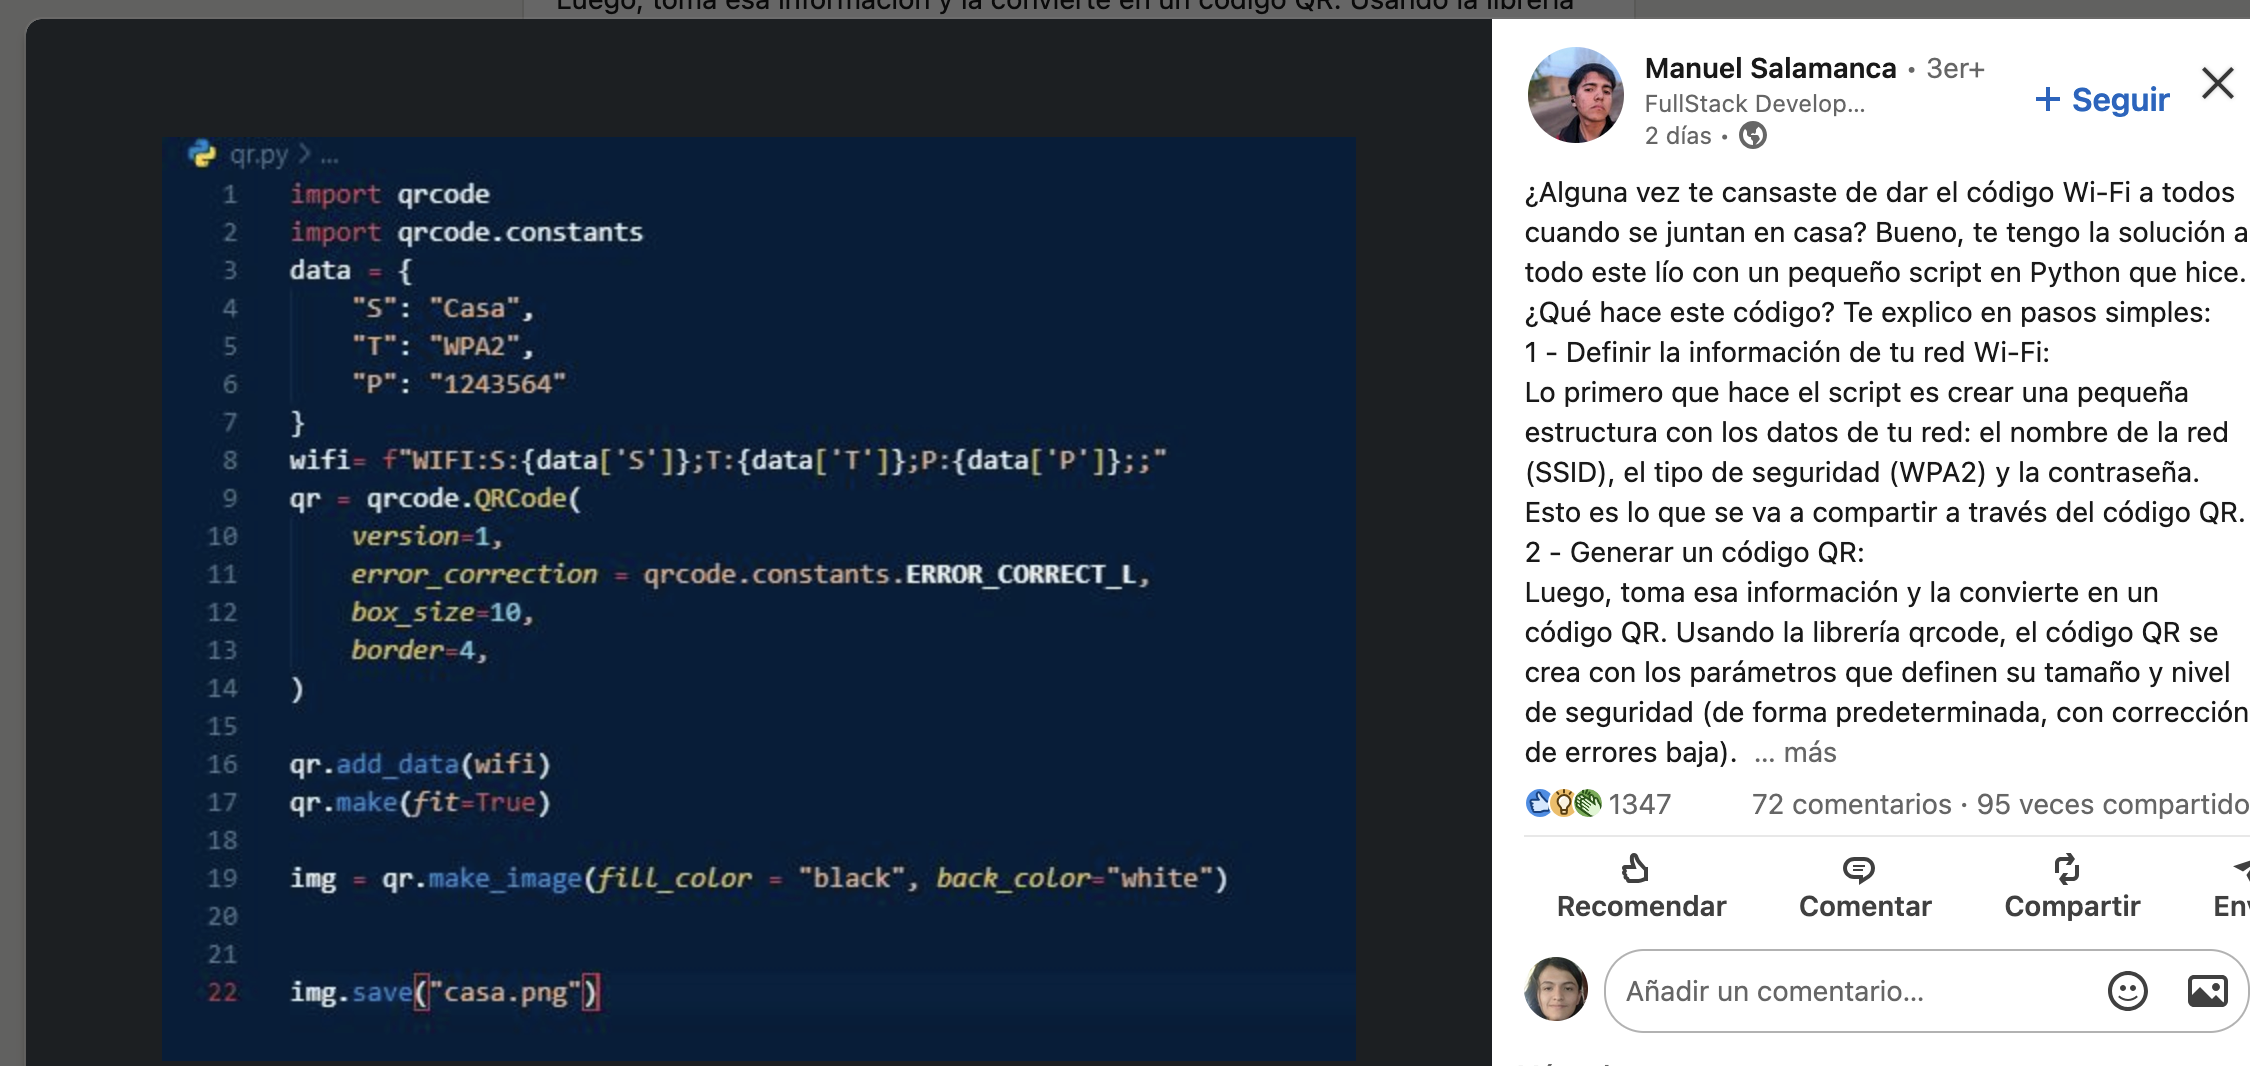 Luego, toma esa información y la convierte en un código QR. Usando la librería
qr.py > ...
1 import qrcode
2 import qrcode.constants
3 data = {
4 "S": "Casa",
5 "T": "WPA2",
6 "P": "1243564"
7 }
8 wifi= f"WIFI:S:{data['S']};T:{data['T']};P:{data['P']};;"
9 qr = qrcode.QRCode(
10 version=1,
11 error_correction = qrcode.constants.ERROR_CORRECT_L,
12 box_size=10,
13 border=4,
14 )
15
16 qr.add_data(wifi)
17 qr.make(fit=True)
18
19 img = qr.make_image(fill_color = "black", back_color="white")
20
21
22 img.save("casa.png")
Manuel Salamanca • 3er+
FullStack Develop...
2 días •
+ Seguir
¿Alguna vez te cansaste de dar el código Wi-Fi a todos
cuando se juntan en casa? Bueno, te tengo la solución a
todo este lío con un pequeño script en Python que hice.
¿Qué hace este código? Te explico en pasos simples:
1 - Definir la información de tu red Wi-Fi:
Lo primero que hace el script es crear una pequeña
estructura con los datos de tu red: el nombre de la red
(SSID), el tipo de seguridad (WPA2) y la contraseña.
Esto es lo que se va a compartir a través del código QR.
2 - Generar un código QR:
Luego, toma esa información y la convierte en un
código QR. Usando la librería qrcode, el código QR se
crea con los parámetros que definen su tamaño y nivel
de seguridad (de forma predeterminada, con corrección
de errores baja). ... más
1347 72 comentarios · 95 veces compartido
Recomendar Comentar Compartir
Añadir un comentario...